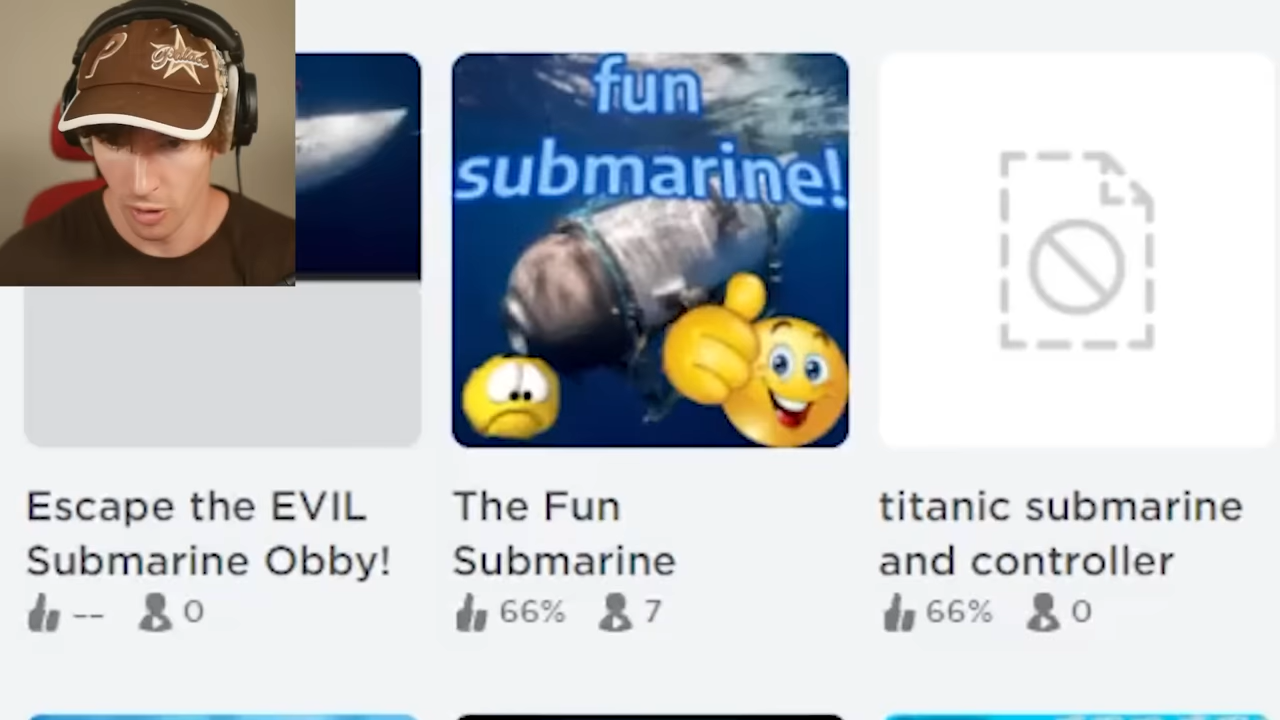 P
Palace
fun
submarine!
Escape the EVIL
Submarine Obby!
-- 0
The Fun
Submarine
66% 7
titanic submarine
and controller
66% 0